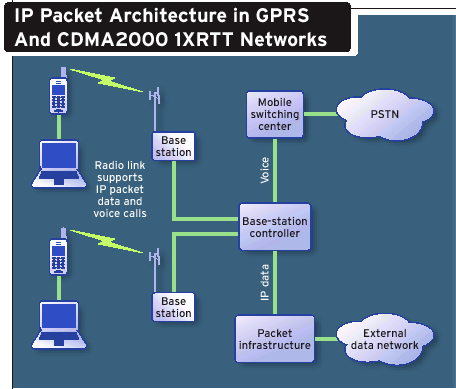 IP Packet Architecture in GPRS
And CDMA2000 1XRTT Networks
Mobile
switching
center
PSTN
Base
station
Radio link
supports
IP packet
data and
voice calls
Voice
Base-station
controller
IP data
Base
station
Packet
infrastructure
External
data network